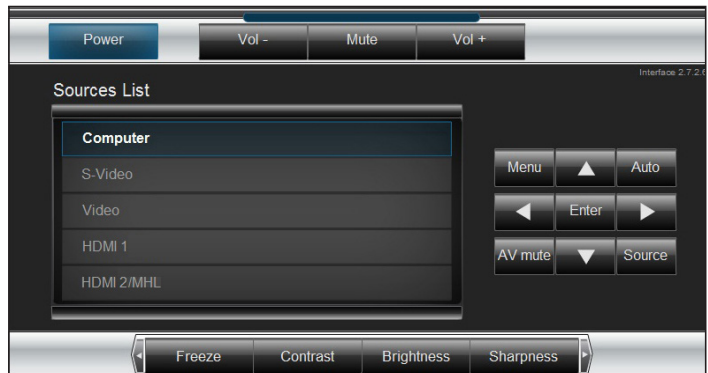 Power Vol - Mute Vol +
Interface 2.7.2.6
Sources List
Computer
S-Video
Video
HDMI 1
HDMI 2/MHL
Menu Auto
Enter
AV mute Source
Freeze Contrast Brightness Sharpness